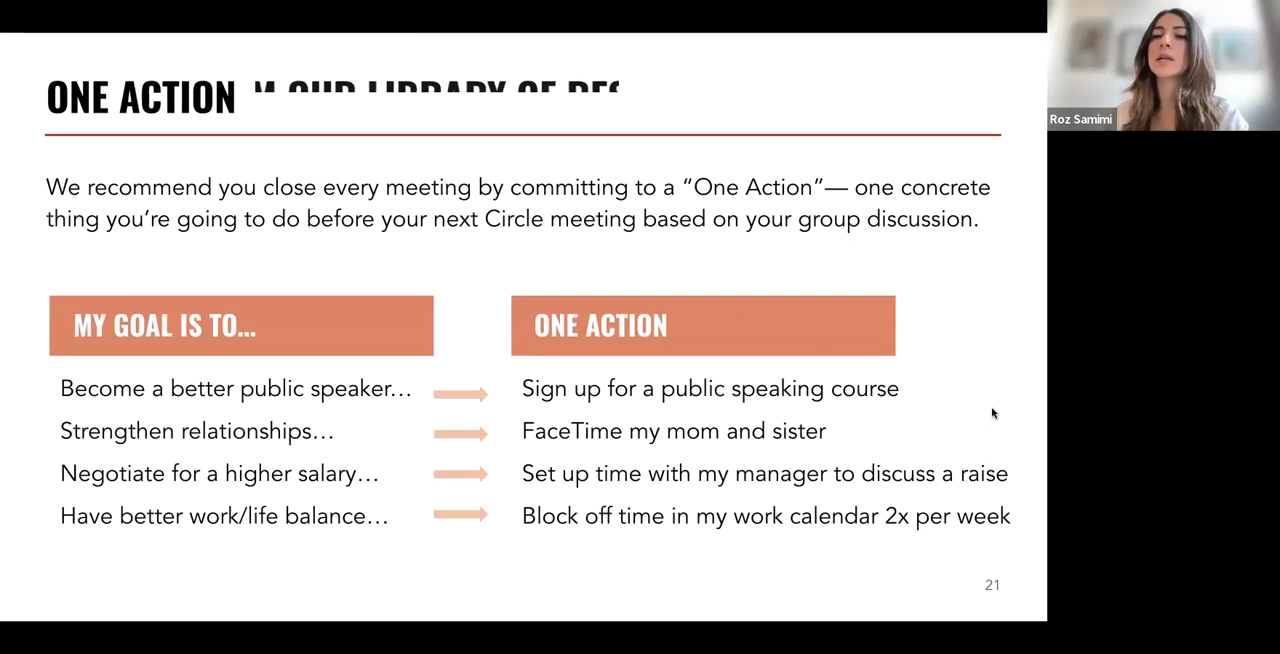 ONE ACTION
We recommend you close every meeting by committing to a “One Action”— one concrete
thing you’re going to do before your next Circle meeting based on your group discussion.
MY GOAL IS TO...
ONE ACTION
Become a better public speaker…
Sign up for a public speaking course
Strengthen relationships…
FaceTime my mom and sister
Negotiate for a higher salary…
Set up time with my manager to discuss a raise
Have better work/life balance…
Block off time in my work calendar 2x per week
21
Roz Samimi